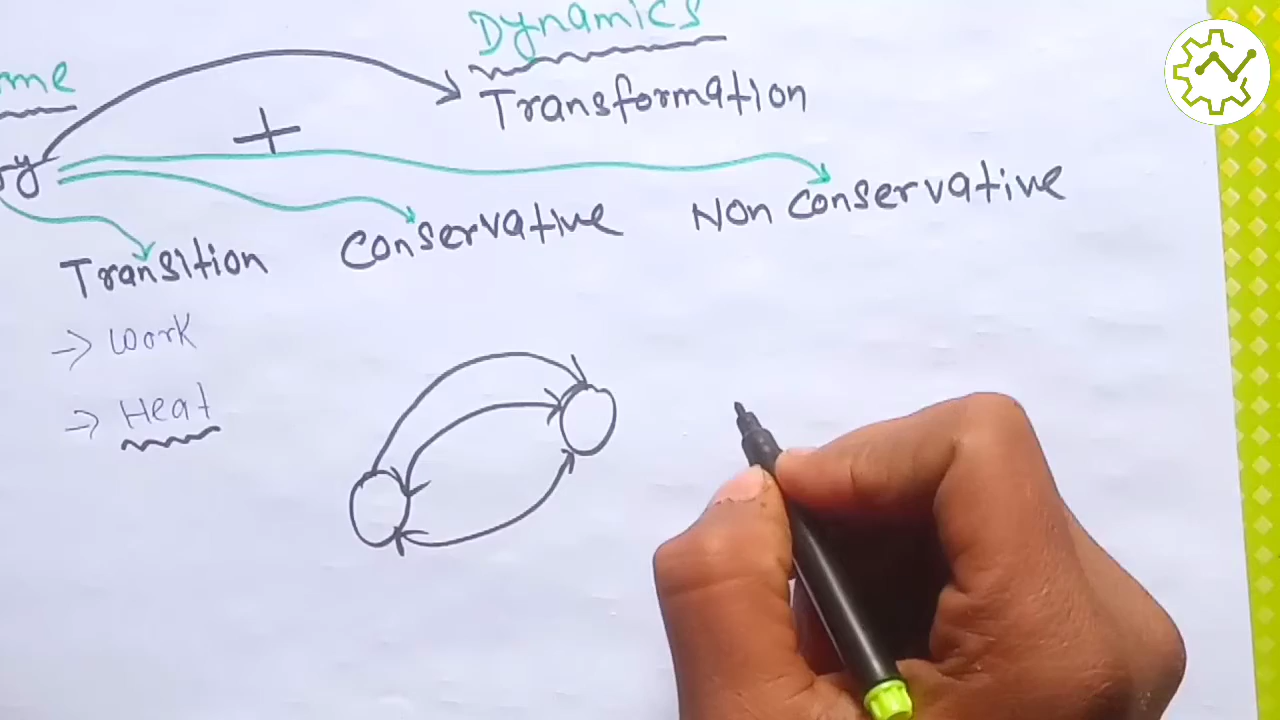 Dynamics
Transformation
Transition Conservative Non Conservative
→ Work
→ Heat